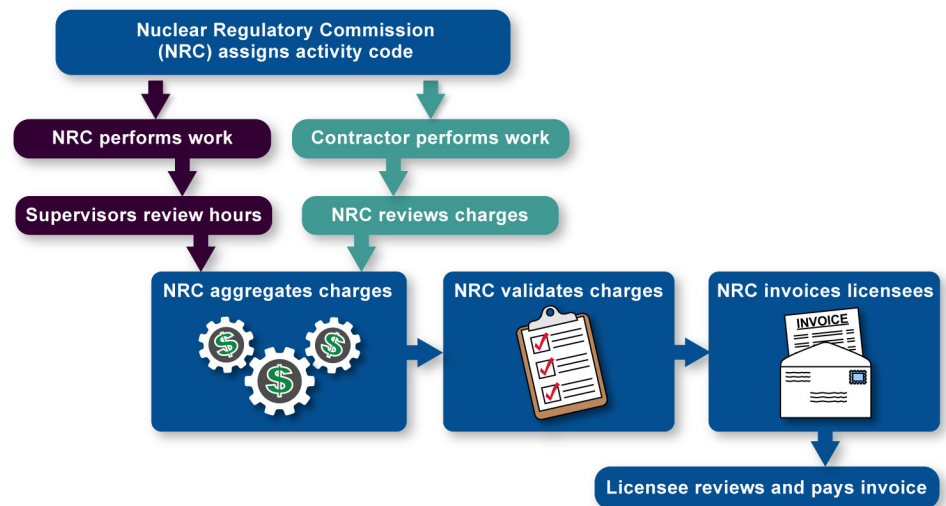 Nuclear Regulatory Commission
(NRC) assigns activity code
NRC performs work
Contractor performs work
Supervisors review hours
NRC reviews charges
NRC aggregates charges
$
$
$
NRC validates charges
NRC invoices licensees
INVOICE
Licensee reviews and pays invoice